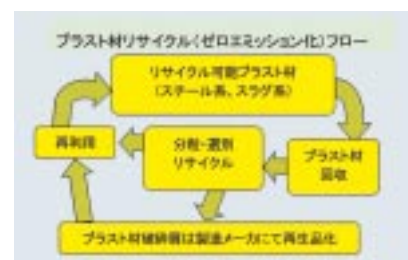 ブラスト材リサイクル(ゼロエミッション化)フロー
リサイクル可能ブラスト材
(スチール系、スラグ系)
再利用
分粒・選別
リサイクル
ブラスト材
回収
ブラスト材破砕屑は製造メーカにて再生品化